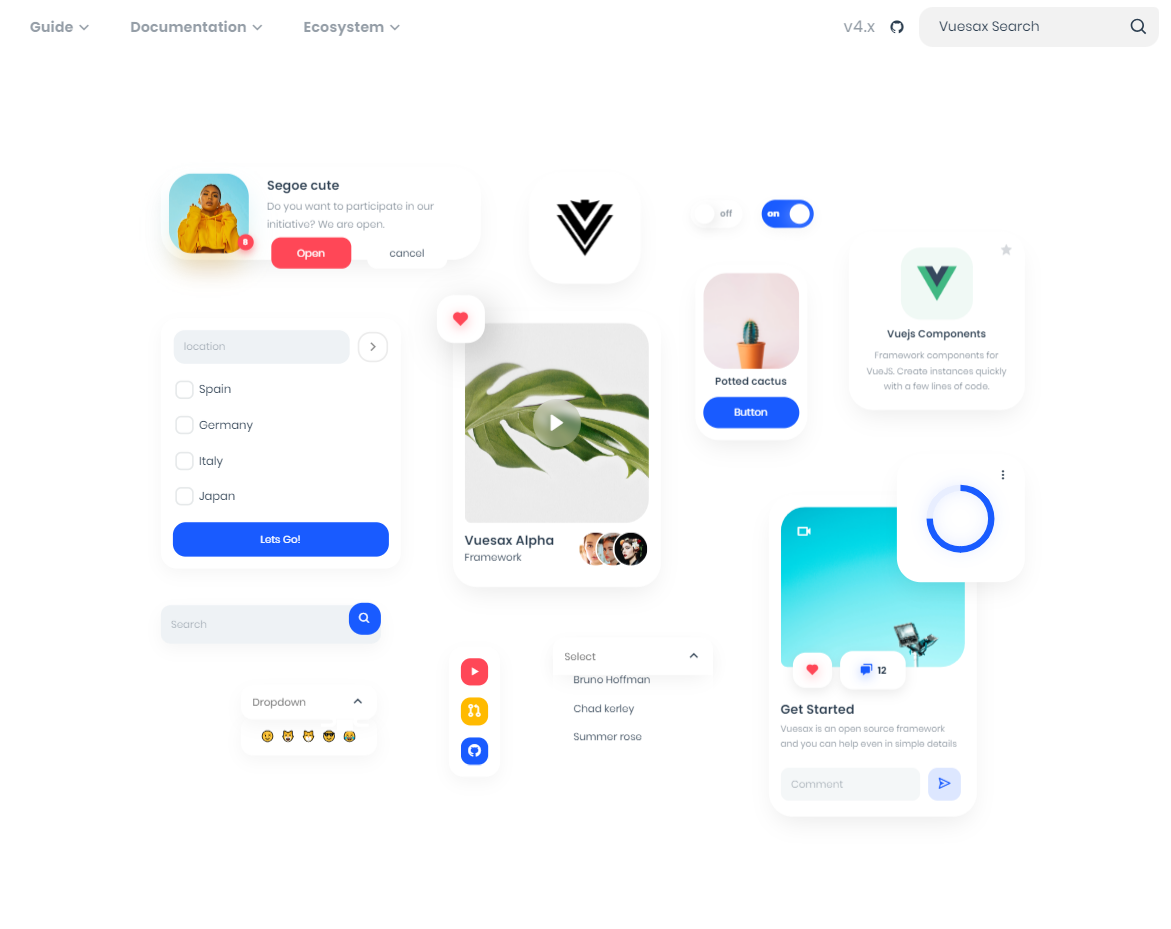 Guide
Documentation
Ecosystem
v4.x
Vuesax Search
Segoe cute
Do you want to participate in our
initiative? We are open.
8
Open
cancel
off
on
Vuejs Components
Framework components for
VueJS. Create instances quickly
with a few lines of code.
location
Spain
Germany
Italy
Japan
Lets Go!
Potted cactus
Button
Vuesax Alpha
Framework
Search
Dropdown
Select
Bruno Hoffman
Chad kerley
Summer rose
12
Get Started
Vuesax is an open source framework
and you can help even in simple details
Comment